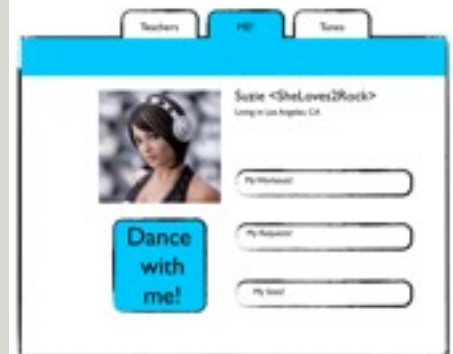 Teachers
ME!
Tunes
Suzie <SheLoves2Rock>
Living in Los Angeles, CA
My Workouts!
My Requests!
My Stats!
Dance
with
me!